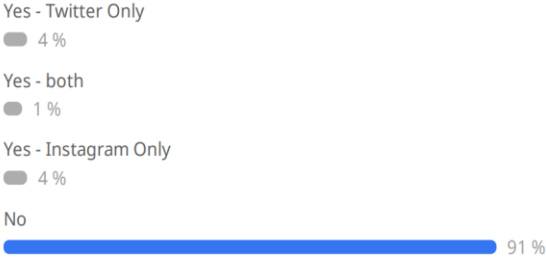 Yes - Twitter Only
4 %
Yes - both
1 %
Yes - Instagram Only
4 %
No
91 %